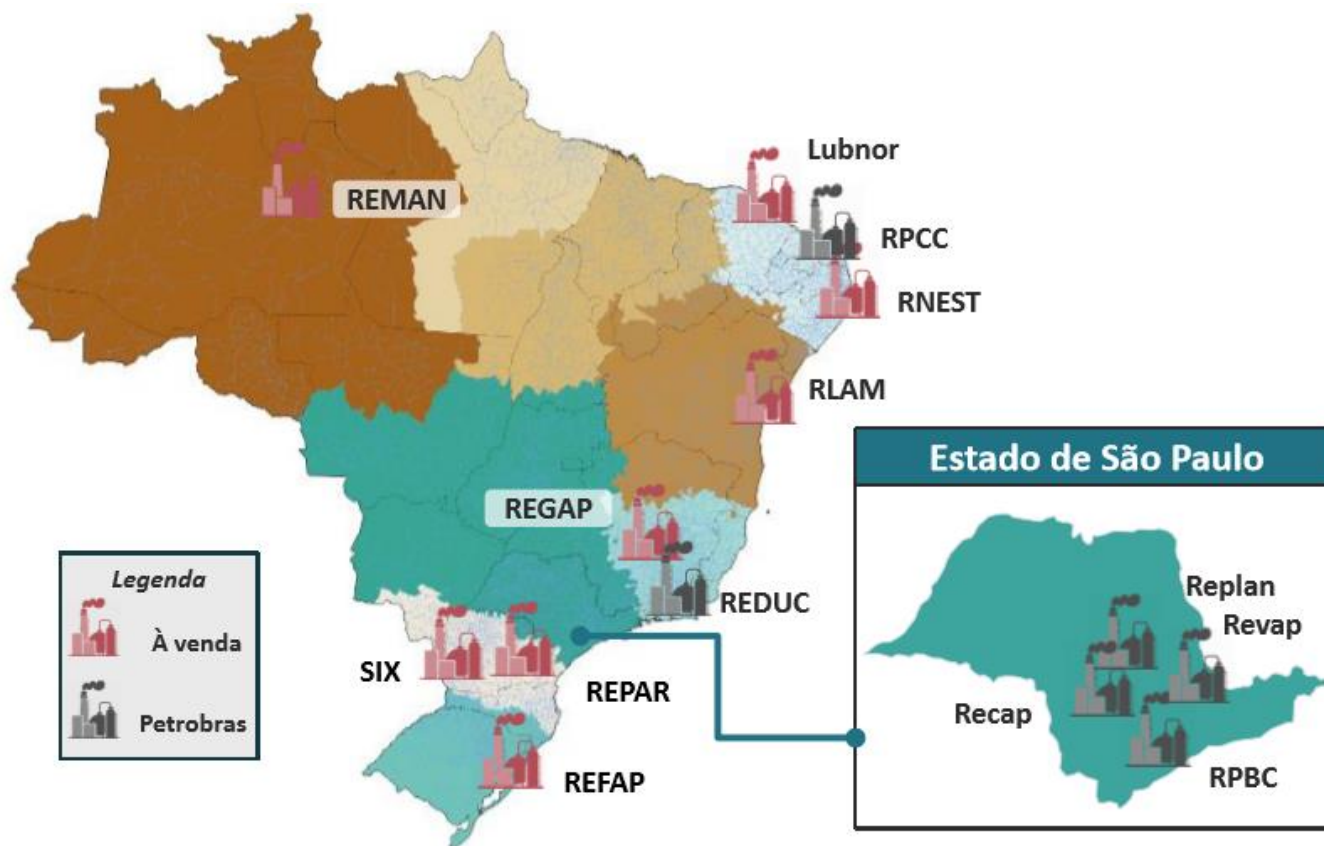 Lubnor
REMAN
RPCC
RNEST
RLAM
Estado de São Paulo
REGAP
Legenda
À venda
Petrobras
REDUC
SIX
REPAR
REFAP
Replan
Revap
Recap
RPBC